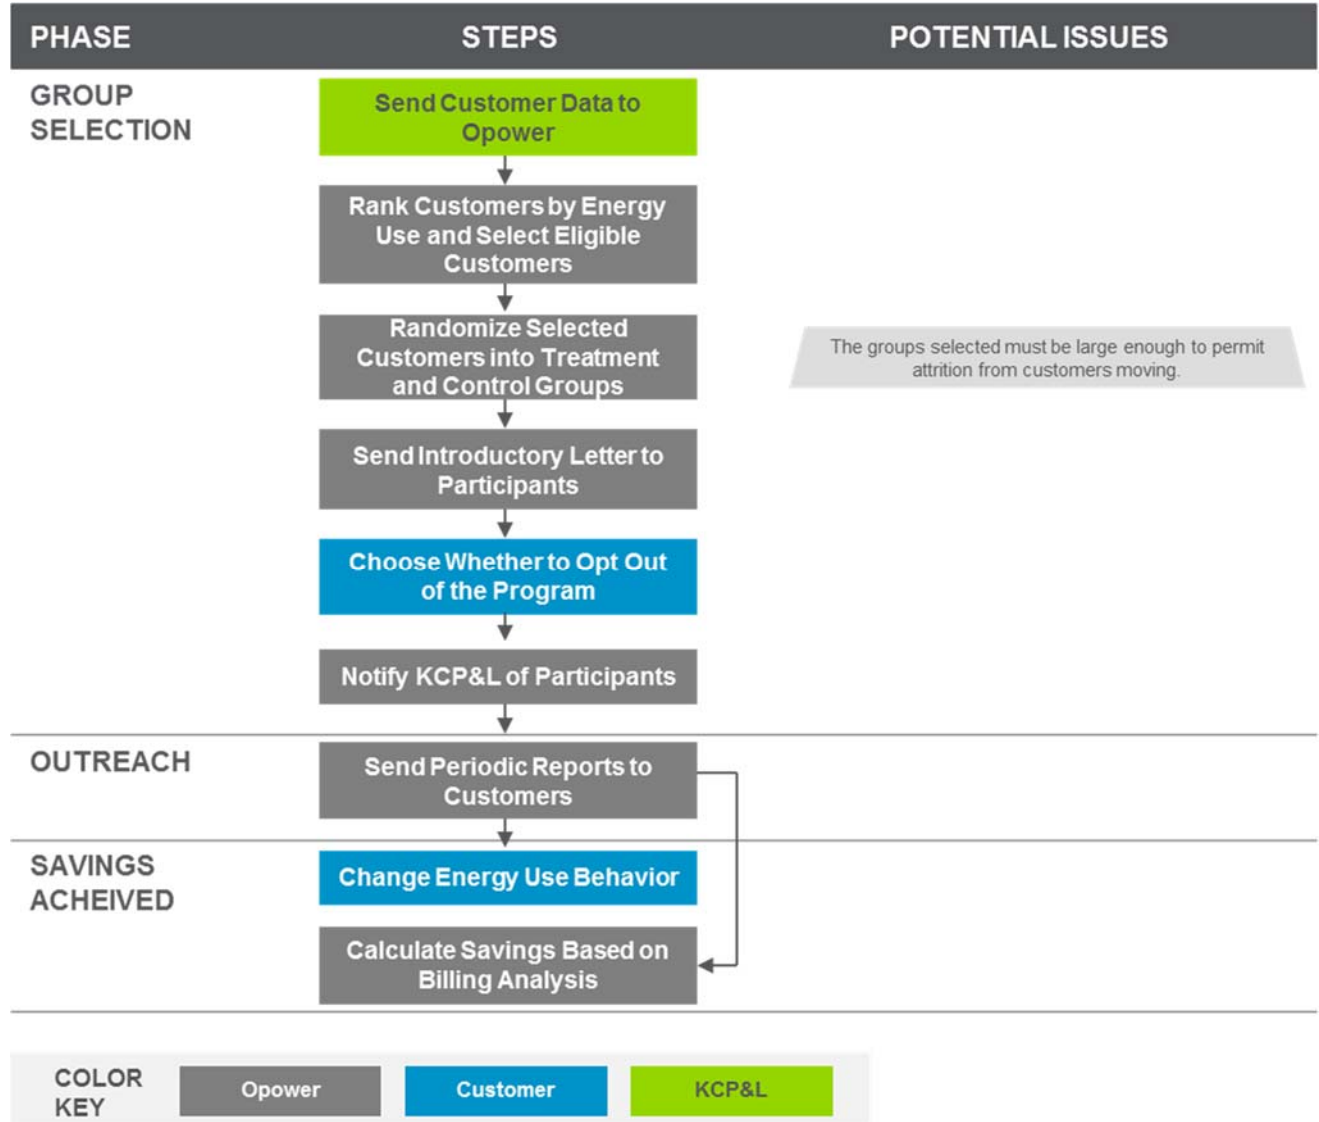 PHASE
STEPS
POTENTIAL ISSUES
GROUP
SELECTION
Send Customer Data to
Opower
Rank Customers by Energy
Use and Select Eligible
Customers
Randomize Selected
Customers into Treatment
and Control Groups
The groups selected must be large enough to permit
attrition from customers moving.
Send Introductory Letter to
Participants
Choose Whether to Opt Out
of the Program
Notify KCP&L of Participants
OUTREACH
Send Periodic Reports to
Customers
SAVINGS
ACHEIVED
Change Energy Use Behavior
Calculate Savings Based on
Billing Analysis
COLOR
KEY
Opower
Customer
KCP&L